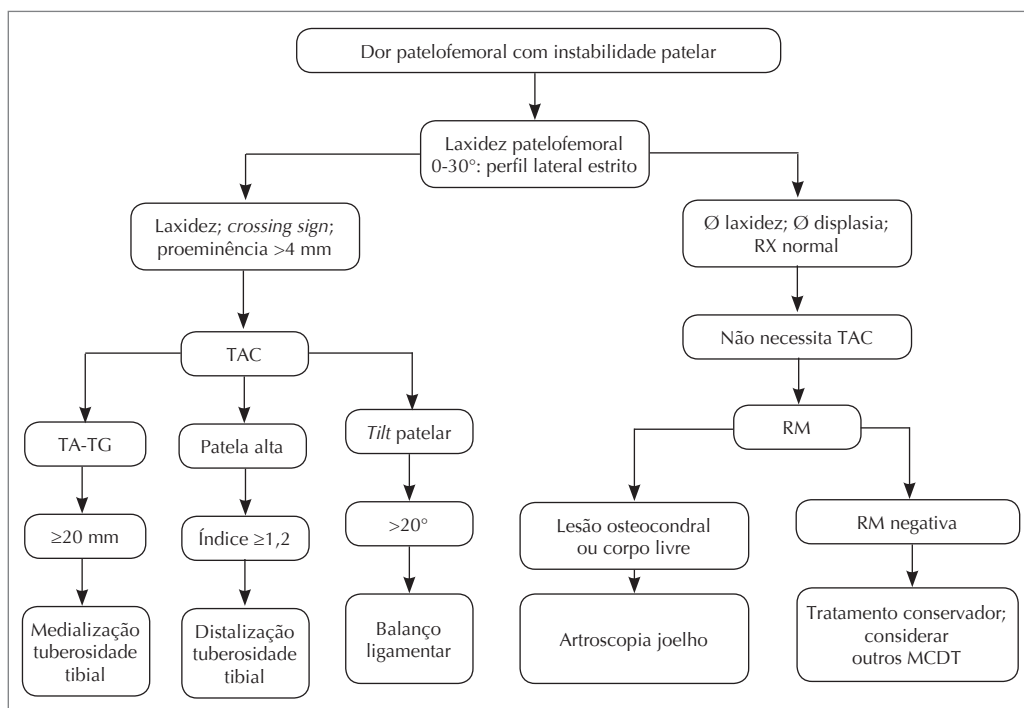 Dor patelofemoral com instabilidade patelar
Laxidez patelofemoral
0-30°: perfil lateral estrito
Laxidez; crossing sign;
proeminência >4 mm
Ø laxidez; Ø displasia;
RX normal
TAC
Não necessita TAC
TA-TG
Patela alta
Tilt patelar
RM
≥20 mm
Índice ≥1,2
>20°
Lesão osteocondral
ou corpo livre
RM negativa
Medialização
tuberosidade
tibial
Distalização
tuberosidade
tibial
Balanço
ligamentar
Artroscopia joelho
Tratamento conservador;
considerar
outros MCDT